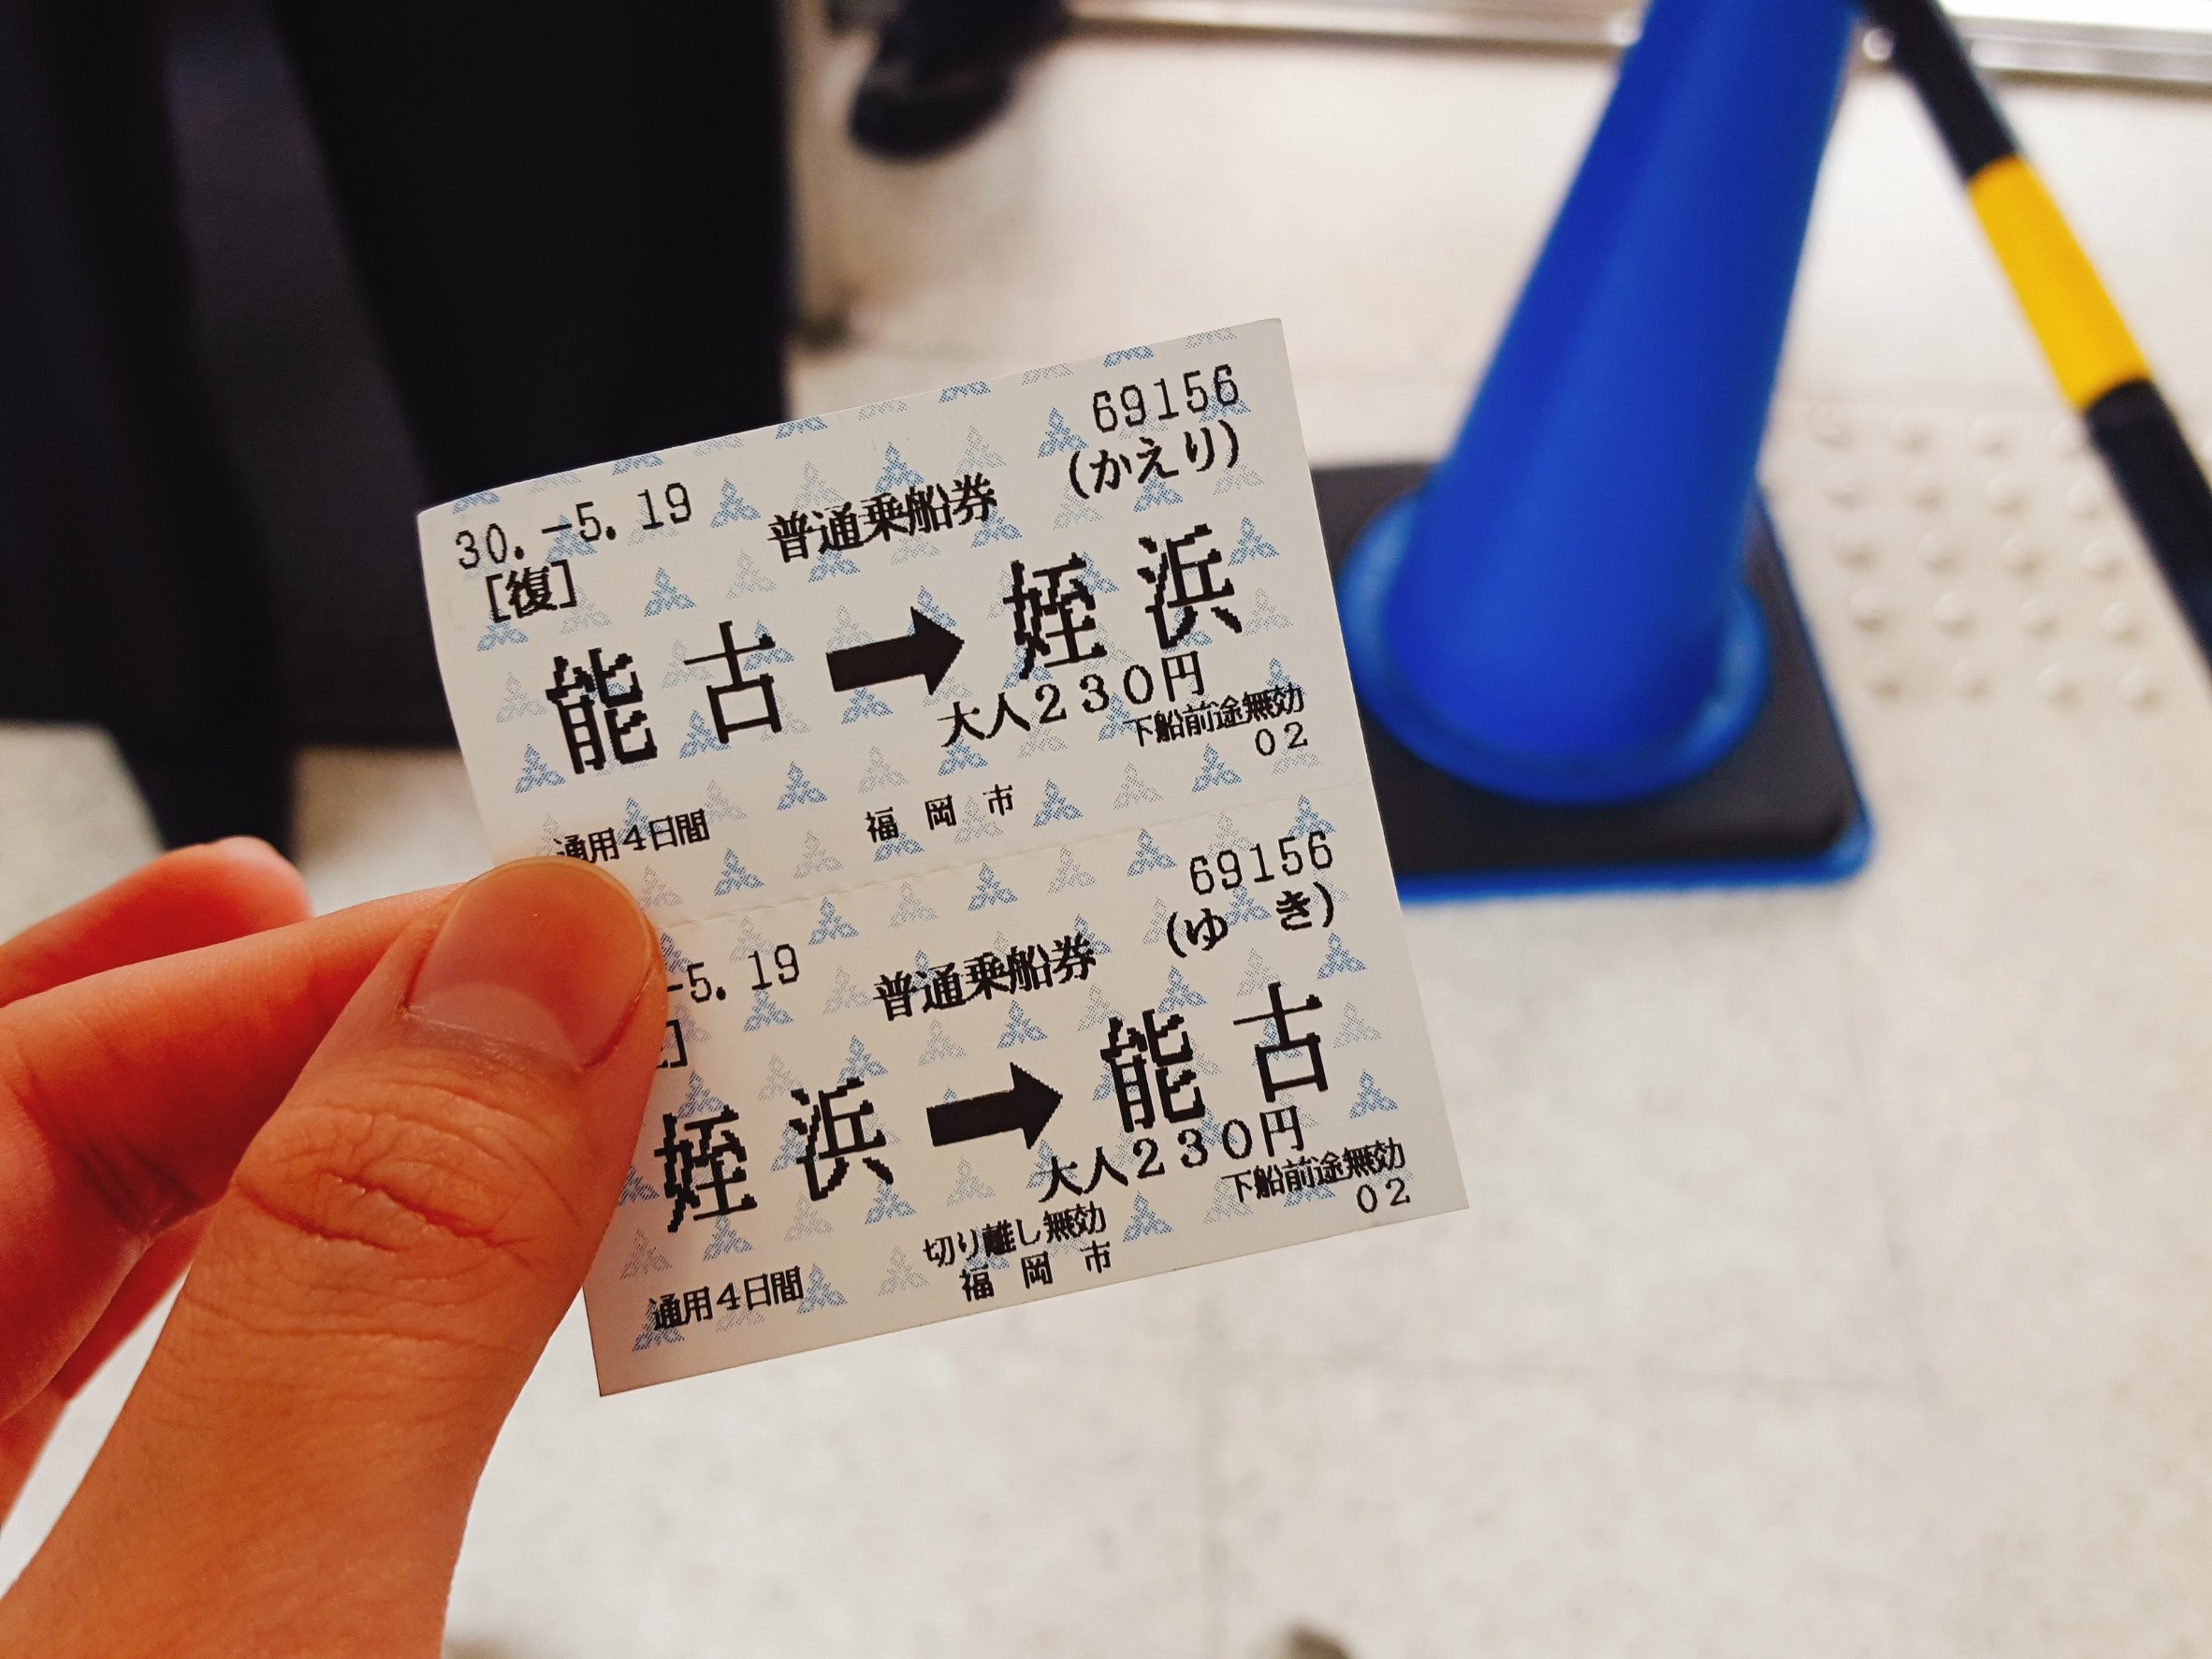 69156
(かえり)
30.-5.19 普通乗船券
[復]
能古➡姪浜
大人230円
下船前途無効
02
通用4日間 福岡市
69156
(ゆき)
-5.19 普通乗船券
]
姪浜➡能古
大人230円
下船前途無効
02
切り離し無効
通用4日間 福岡市